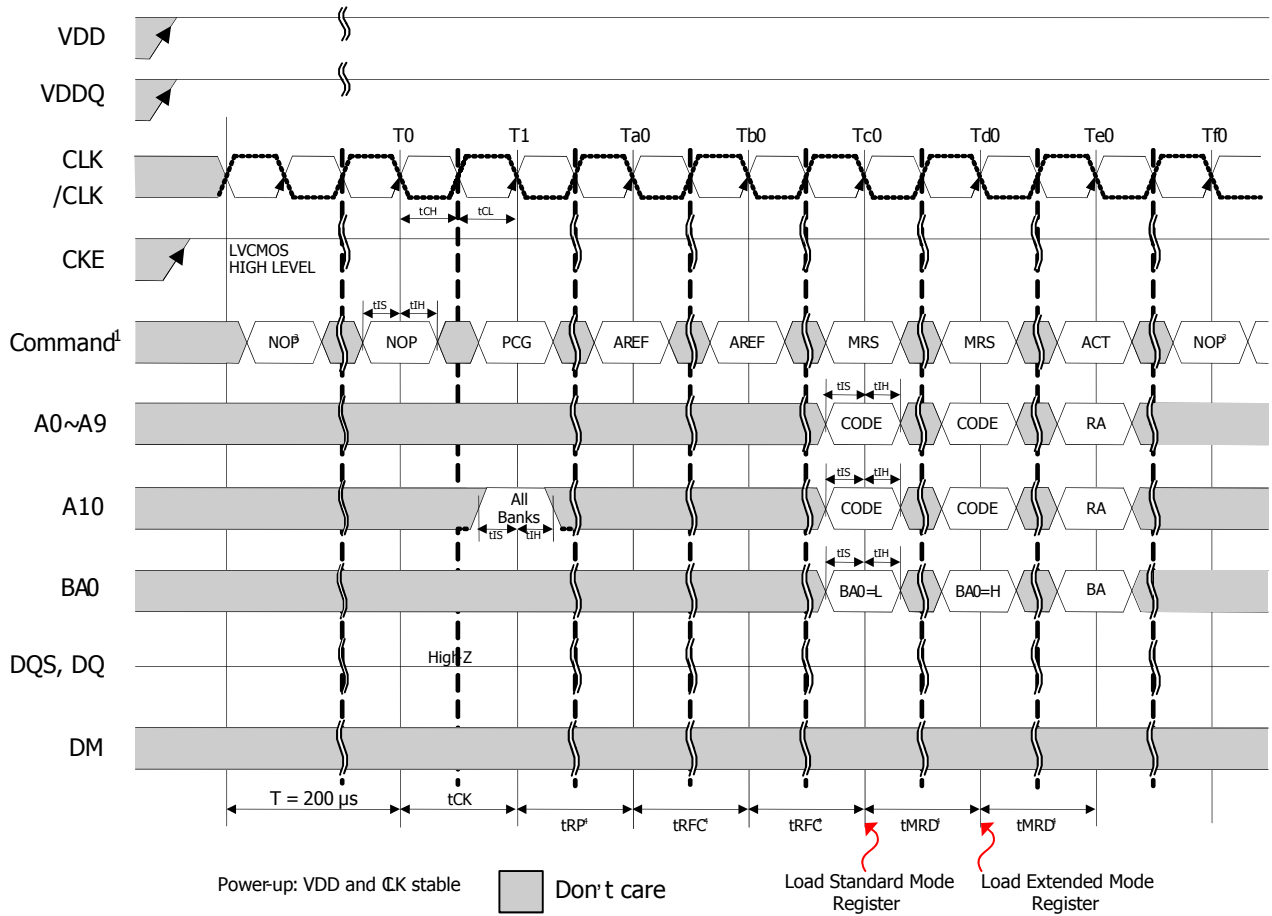 VDD
VDDQ
T0 T1 Ta0 Tb0 Tc0 Td0 Te0 Tf0
CLK
/CLK
tCH tCL
CKE
LVCMOS
HIGH LEVEL
tIS tIH
Command1 NOP3 NOP PCG AREF AREF MRS MRS ACT NOP3
tIS tIH
A0~A9 CODE CODE RA
tIS tIH
A10 All
Banks CODE CODE RA
tIS tIH
tIS tIH
BA0 BA0=L BA0=H BA
DQS, DQ High-Z
DM
T = 200 µs tCK
tRP4 tRFC4 tRFC4 tMRD4 tMRD4
Power-up: VDD and CLK stable
Don't care
Load Standard Mode
Register
Load Extended Mode
Register